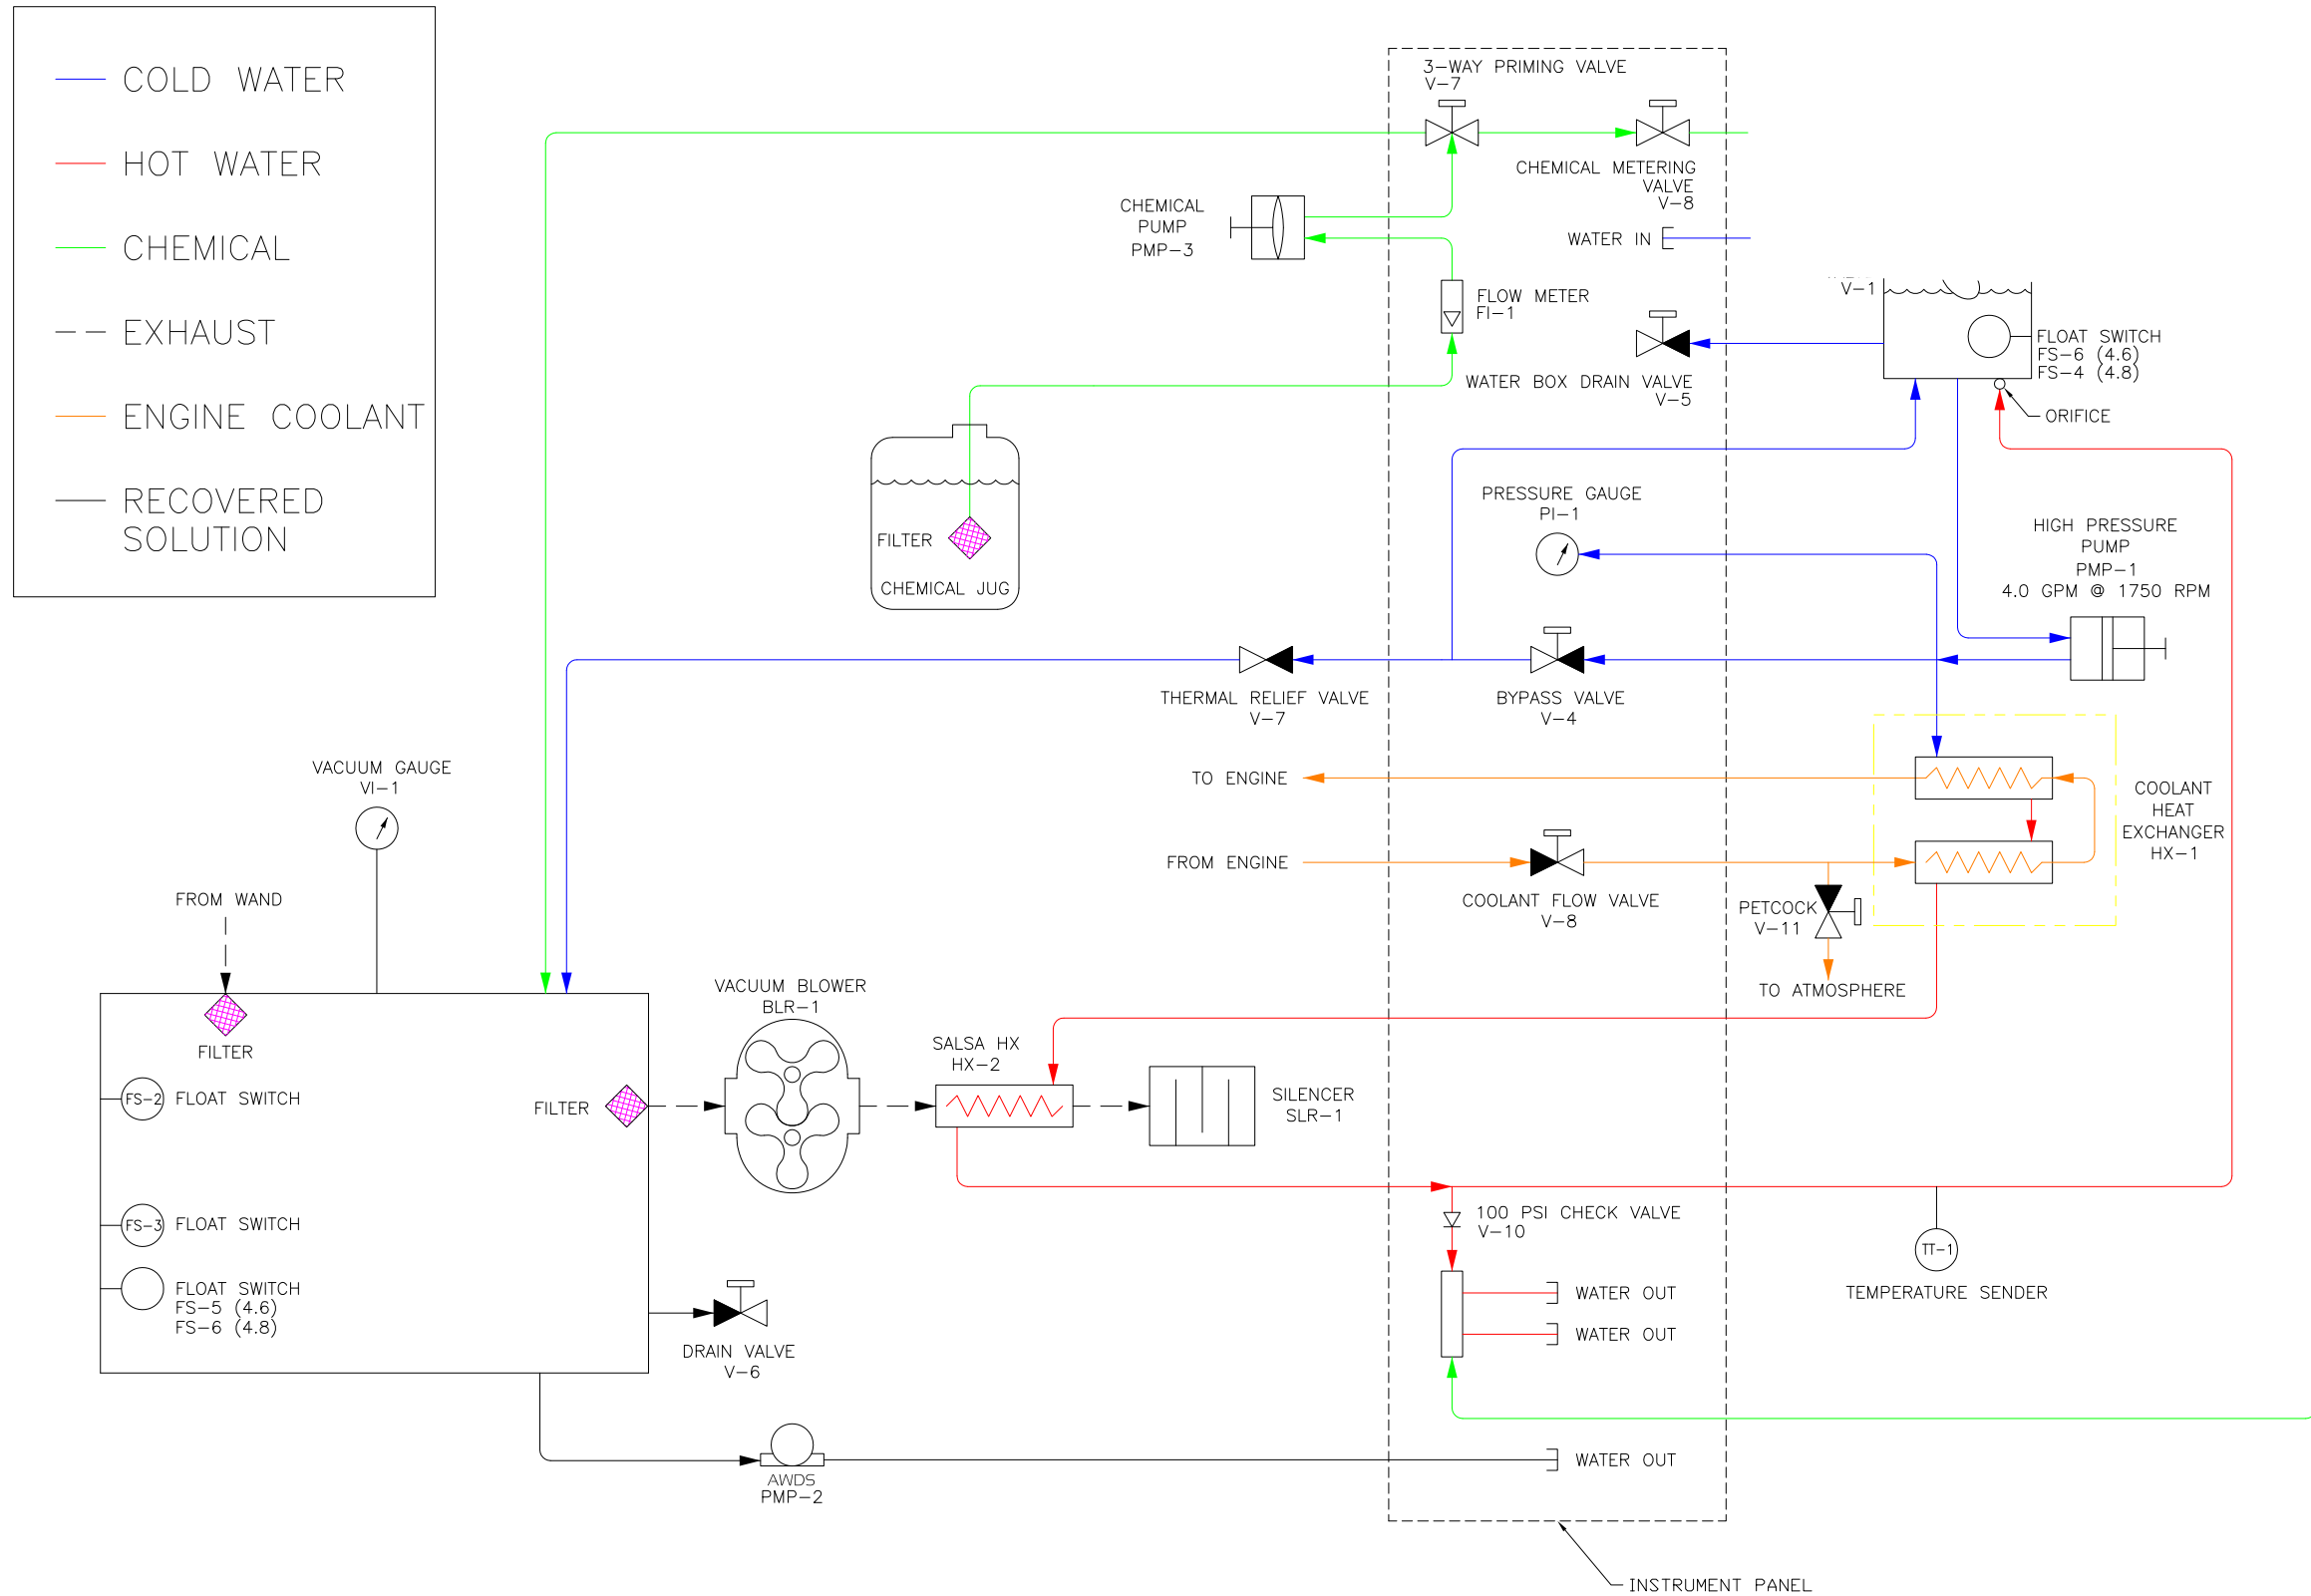 COLD WATER
HOT WATER
CHEMICAL
EXHAUST
ENGINE COOLANT
RECOVERED
SOLUTION
3-WAY PRIMING VALVE
V-7
CHEMICAL METERING
VALVE
V-8
CHEMICAL
PUMP
PMP-3
WATER IN
FLOW METER
FI-1
V-1
FLOAT SWITCH
FS-6 (4.6)
FS-4 (4.8)
WATER BOX DRAIN VALVE
V-5
ORIFICE
PRESSURE GAUGE
PI-1
FILTER
CHEMICAL JUG
HIGH PRESSURE
PUMP
PMP-1
4.0 GPM @ 1750 RPM
THERMAL RELIEF VALVE
V-7
BYPASS VALVE
V-4
VACUUM GAUGE
VI-1
TO ENGINE
COOLANT
HEAT
EXCHANGER
HX-1
FROM ENGINE
COOLANT FLOW VALVE
V-8
PETCOCK
V-11
TO ATMOSPHERE
FROM WAND
FILTER
VACUUM BLOWER
BLR-1
SALSA HX
HX-2
SILENCER
SLR-1
FS-2 FLOAT SWITCH
FILTER
FS-3 FLOAT SWITCH
FLOAT SWITCH
FS-5 (4.6)
FS-6 (4.8)
100 PSI CHECK VALVE
V-10
TT-1
TEMPERATURE SENDER
WATER OUT
WATER OUT
DRAIN VALVE
V-6
WATER OUT
AWDS
PMP-2
INSTRUMENT PANEL